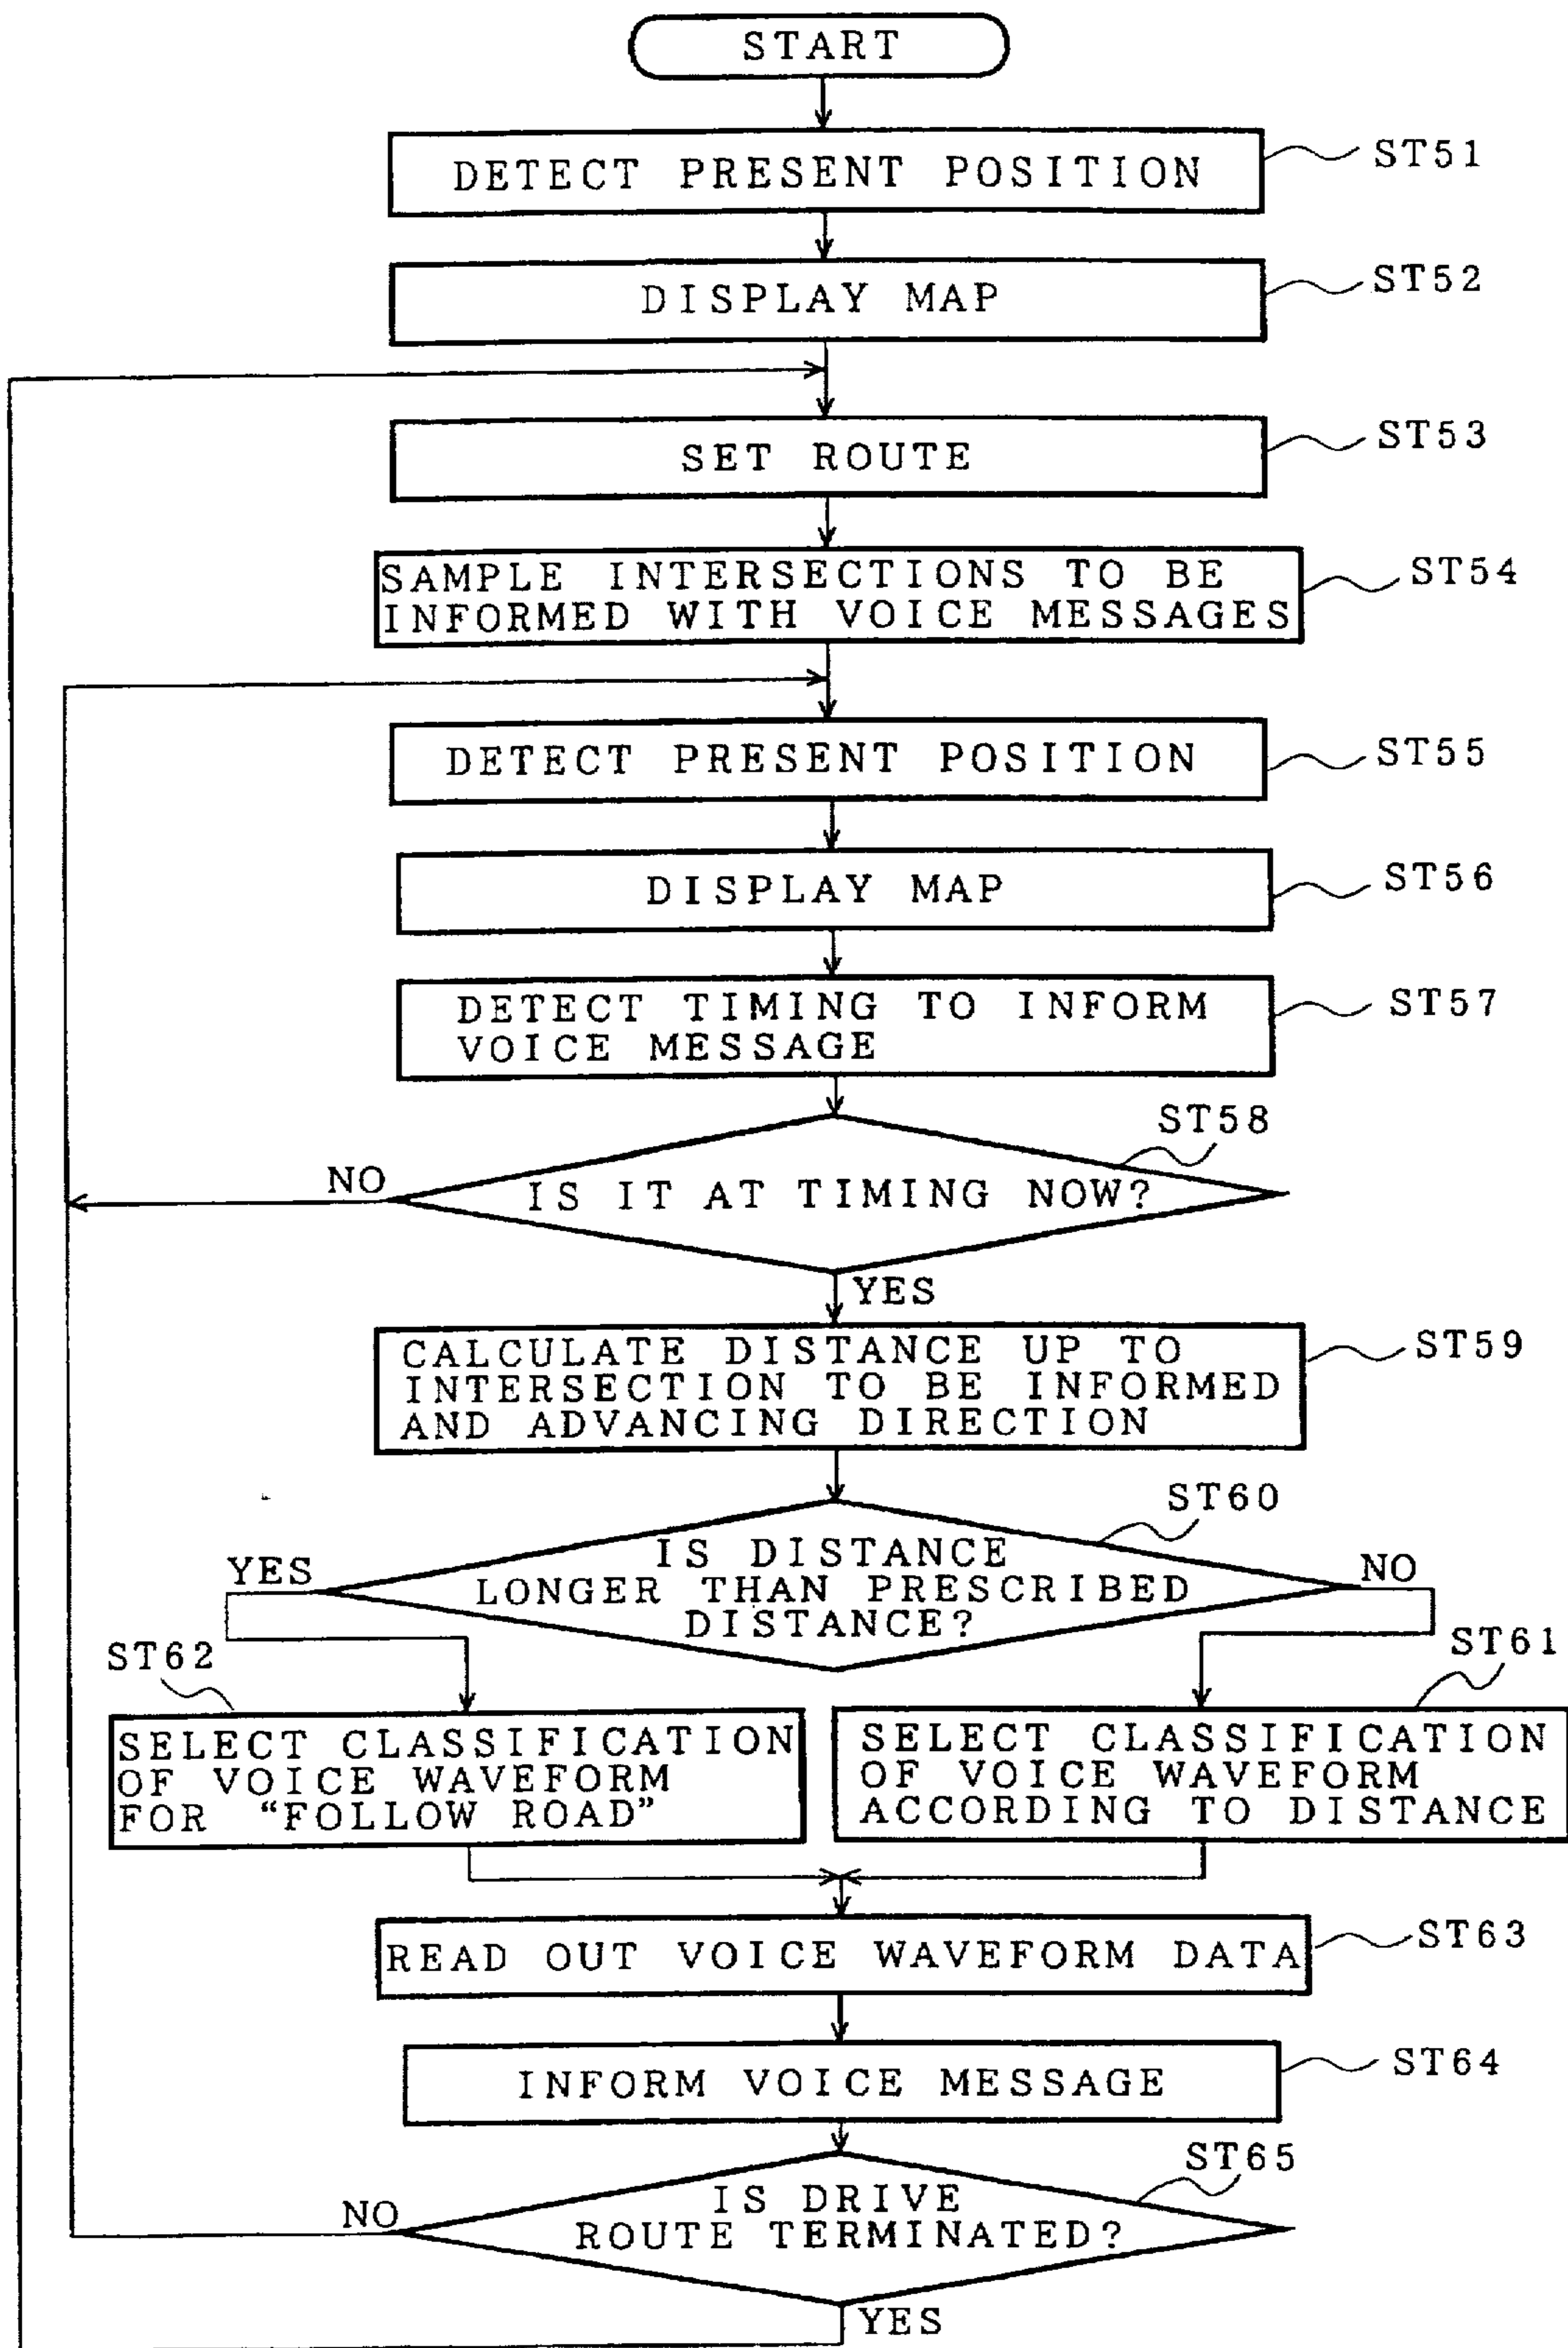 START
DETECT PRESENT POSITION
ST51
DISPLAY MAP
ST52
SET ROUTE
ST53
SAMPLE INTERSECTIONS TO BE
INFORMED WITH VOICE MESSAGES
ST54
DETECT PRESENT POSITION
ST55
DISPLAY MAP
ST56
DETECT TIMING TO INFORM
VOICE MESSAGE
ST57
ST58
NO
IS IT AT TIMING NOW?
YES
CALCULATE DISTANCE UP TO
INTERSECTION TO BE INFORMED
AND ADVANCING DIRECTION
ST59
ST60
YES
IS DISTANCE
LONGER THAN PRESCRIBED
DISTANCE?
NO
ST62
ST61
SELECT CLASSIFICATION
OF VOICE WAVEFORM
FOR "FOLLOW ROAD"
SELECT CLASSIFICATION
OF VOICE WAVEFORM
ACCORDING TO DISTANCE
READ OUT VOICE WAVEFORM DATA
ST63
INFORM VOICE MESSAGE
ST64
ST65
NO
IS DRIVE
ROUTE TERMINATED?
YES